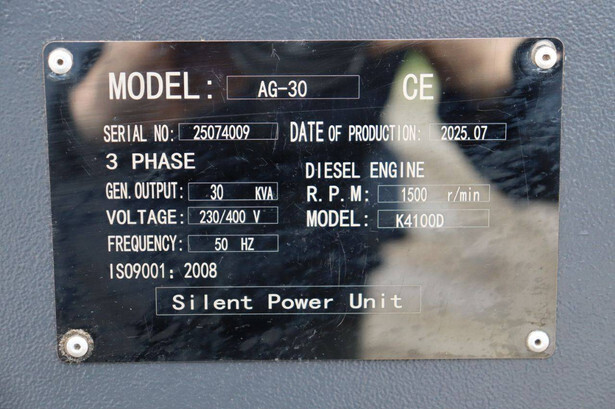 MODEL: AG-30 CE
SERIAL NO: 25074009 DATE OF PRODUCTION: 2025.07
3 PHASE
DIESEL ENGINE
GEN. OUTPUT: 30 KVA R.P.M: 1500 r/min
VOLTAGE: 230/400 V MODEL: K4100D
FREQUENCY: 50 HZ
ISO9001: 2008
Silent Power Unit